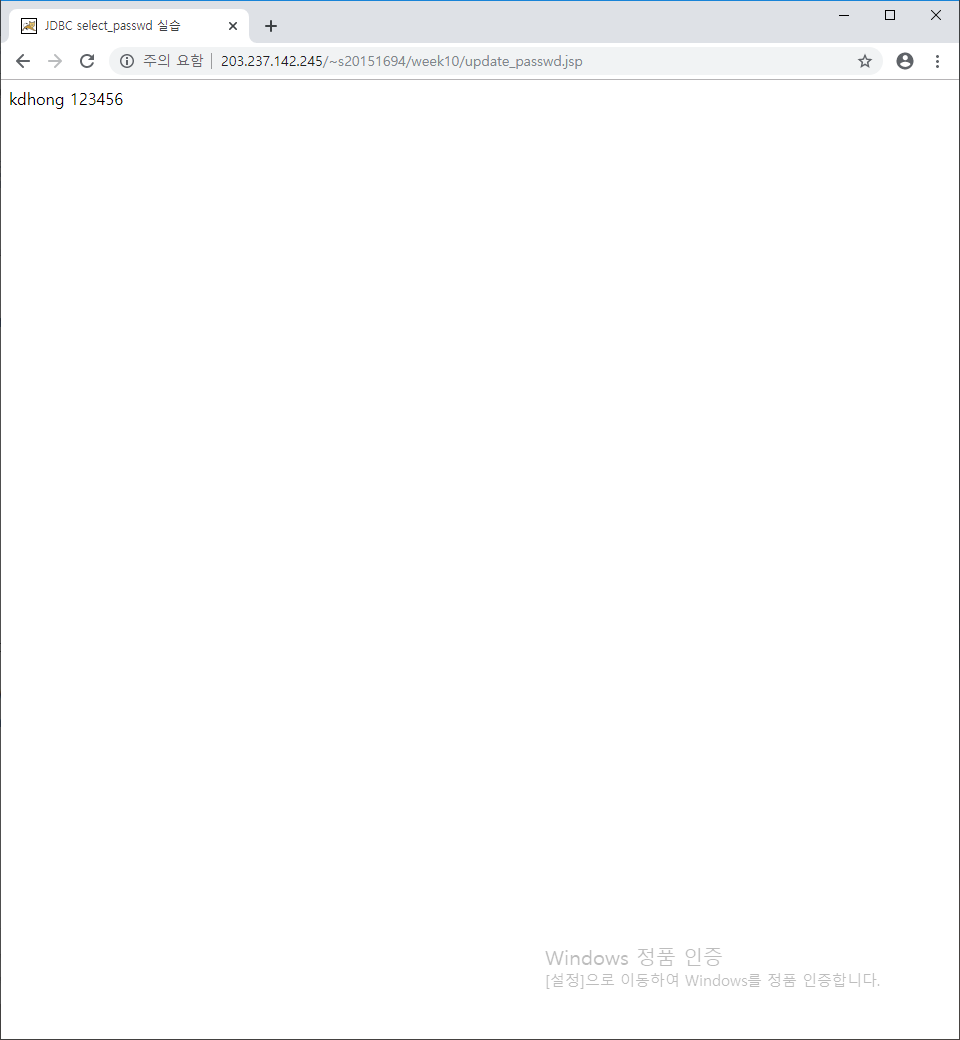 JDBC select_passwd 실습
주의 요함 | 203.237.142.245/~s20151694/week10/update_passwd.jsp
kdhong 123456
Windows 정품 인증
[설정]으로 이동하여 Windows를 정품 인증합니다.